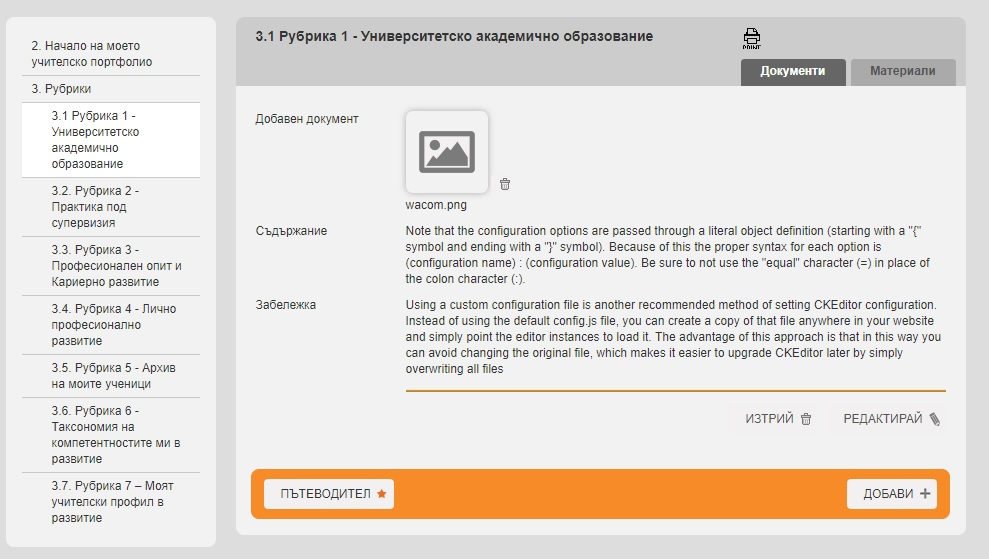 2. Начало на моето
учителско портфолио
3. Рубрики
3.1 Рубрика 1 -
Университетско
академично
образование
3.2. Рубрика 2 -
Практика под
супервизия
3.3. Рубрика 3 -
Професионален опит и
Кариерно развитие
3.4. Рубрика 4 - Лично
професионално
развитие
3.5. Рубрика 5 - Архив
на моите ученици
3.6. Рубрика 6 -
Таксономия на
компетентностите ми в
развитие
3.7. Рубрика 7 – Моят
учителски профил в
развитие
3.1 Рубрика 1 - Университетско академично образование
PRINT
Документи
Материали
Добавен документ
wacom.png
Съдържание
Note that the configuration options are passed through a literal object definition (starting with a "{"
symbol and ending with a "}" symbol). Because of this the proper syntax for each option is
(configuration name) : (configuration value). Be sure to not use the "equal" character (=) in place of
the colon character (:).
Забележка
Using a custom configuration file is another recommended method of setting CKEditor configuration.
Instead of using the default config.js file, you can create a copy of that file anywhere in your website
and simply point the editor instances to load it. The advantage of this approach is that in this way you
can avoid changing the original file, which makes it easier to upgrade CKEditor later by simply
overwriting all files
ИЗТРИЙ
РЕДАКТИРАЙ
ПЪТЕВОДИТЕЛ
ДОБАВИ